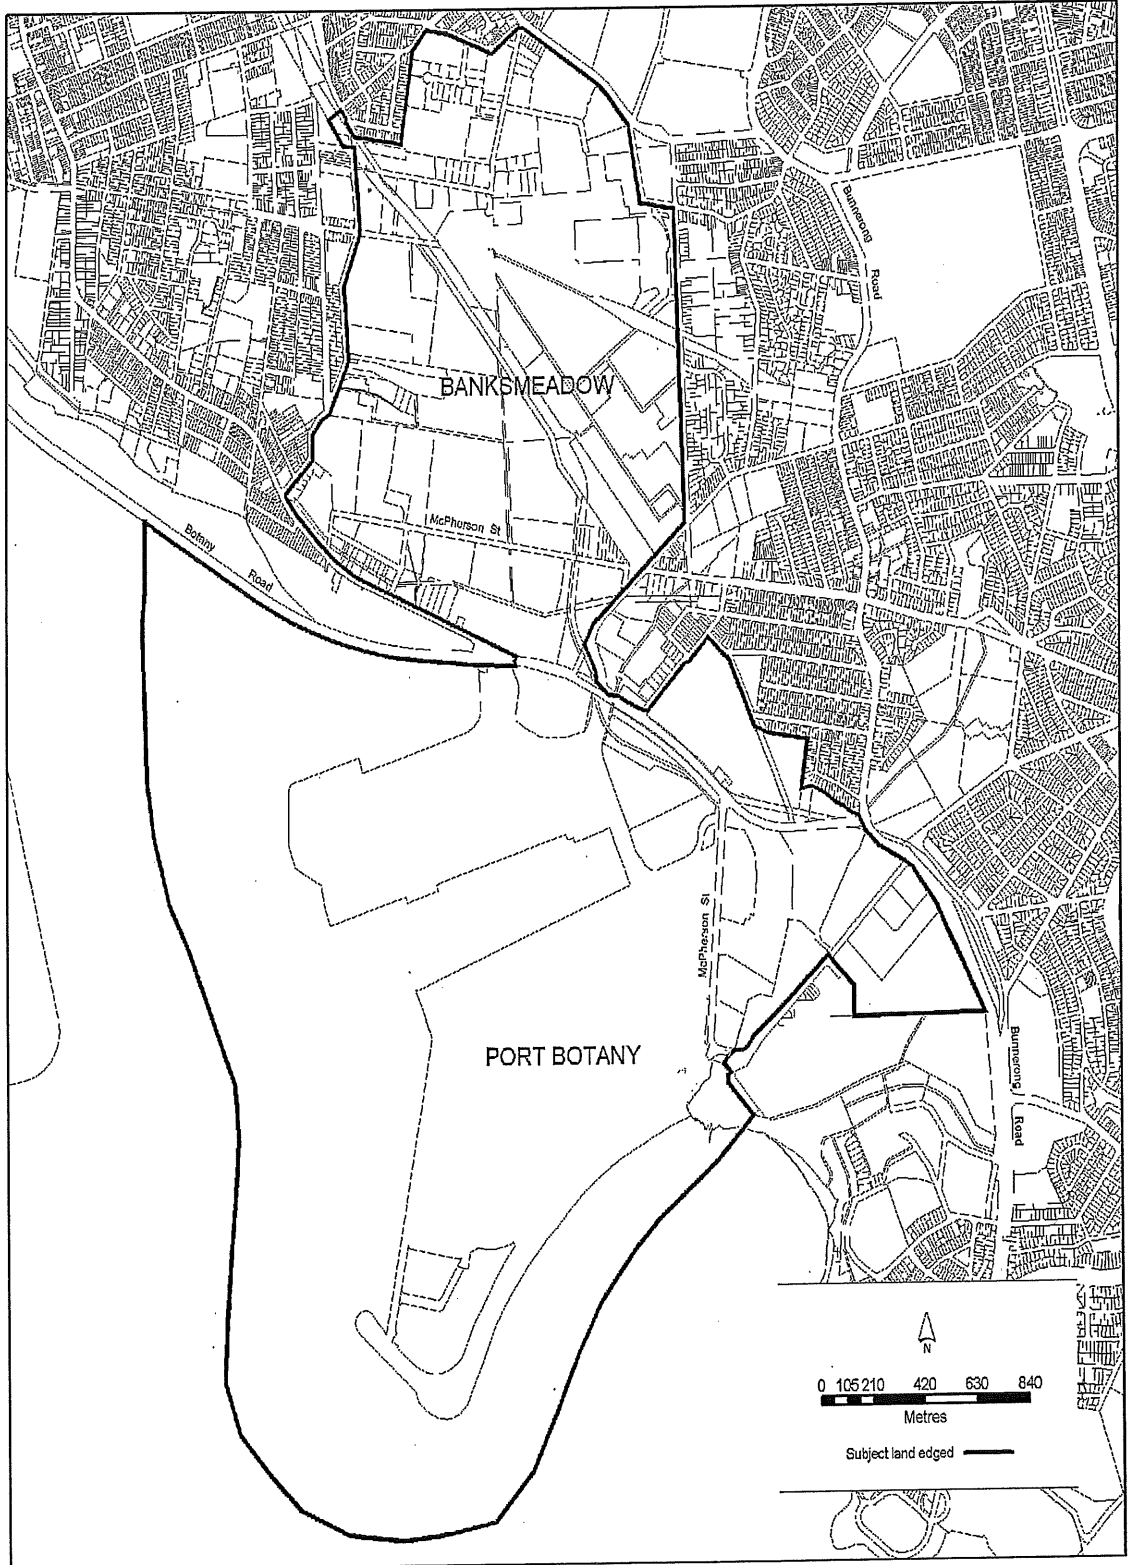 Bunnerong
Road
BANKSMEADOW
McPherson St
Botany
Road
McPherson St
PORT BOTANY
Bunnerong
Road
N
0 105 210 420 630 840
Metres
Subject land edged